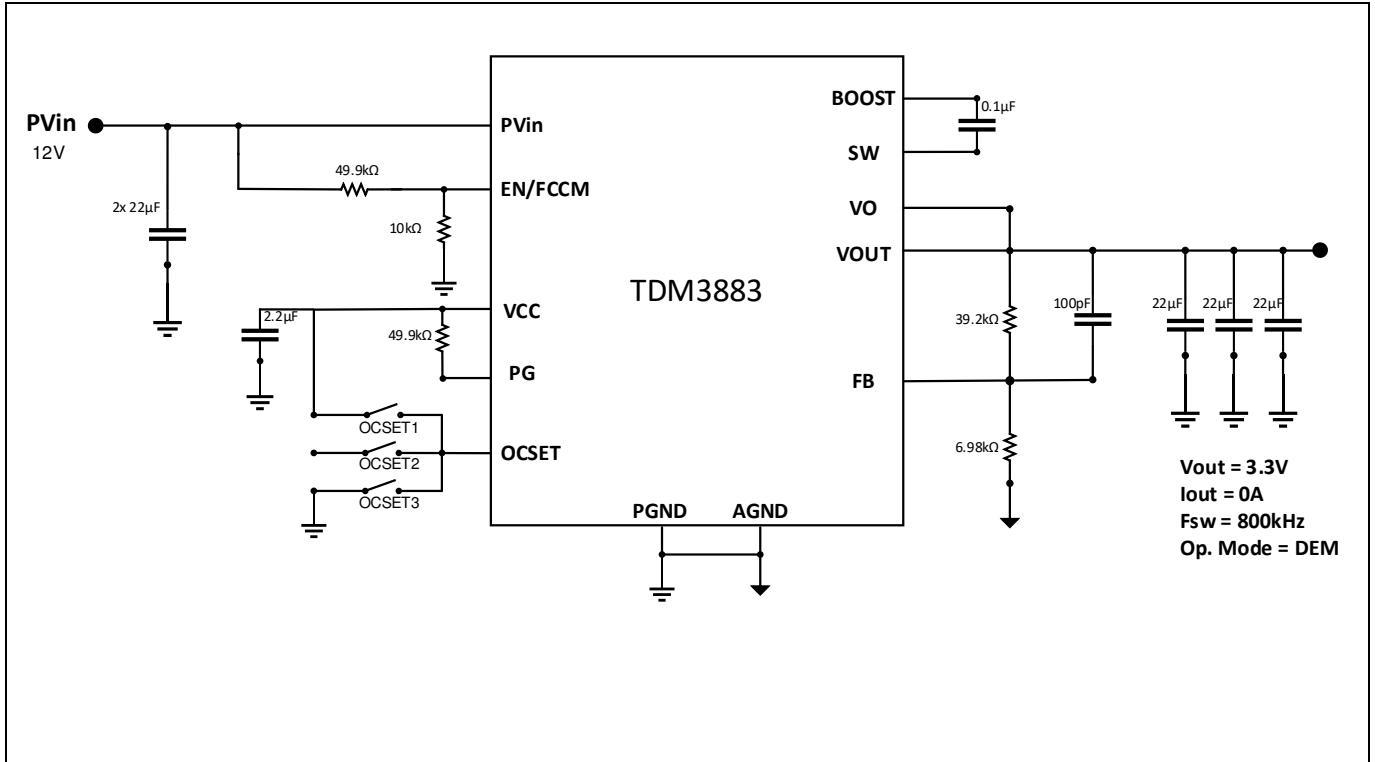 PVin
12V
2x 22µF
49.9kΩ
10kΩ
2.2µF
49.9kΩ
OCSET1
OCSET2
OCSET3
PVin
EN/FCCM
VCC
PG
OCSET
TDM3883
PGND
AGND
BOOST
SW
VO
VOUT
FB
0.1µF
39.2kΩ
100pF
6.98kΩ
22µF
22µF
22µF
Vout = 3.3V
Iout = 0A
Fsw = 800kHz
Op. Mode = DEM